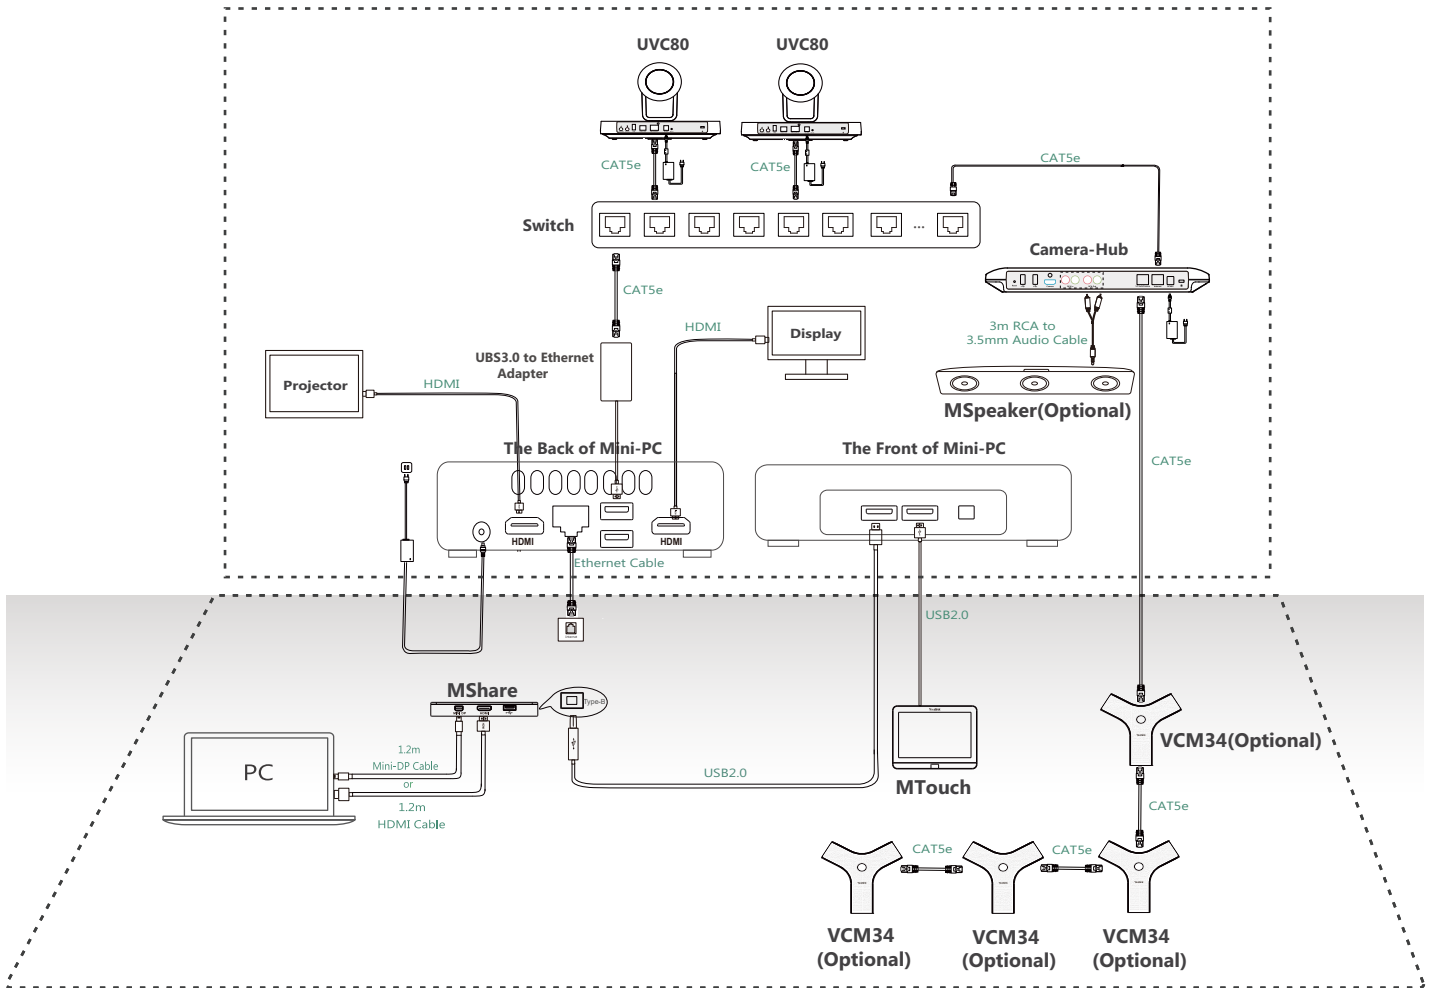 UVC80
UVC80
CAT5e
CAT5e
CAT5e
Switch
...
Camera-Hub
CAT5e
HDMI
Display
3m RCA to
3.5mm Audio Cable
UBS3.0 to Ethernet
Adapter
Projector
HDMI
MSpeaker(Optional)
The Back of Mini-PC
The Front of Mini-PC
CAT5e
HDMI
HDMI
Ethernet Cable
USB2.0
MShare
Type-B
MINI DP
HDMI
VCM34(Optional)
1.2m
Mini-DP Cable
or
1.2m
HDMI Cable
PC
USB2.0
MTouch
CAT5e
CAT5e
CAT5e
VCM34
(Optional)
VCM34
(Optional)
VCM34
(Optional)